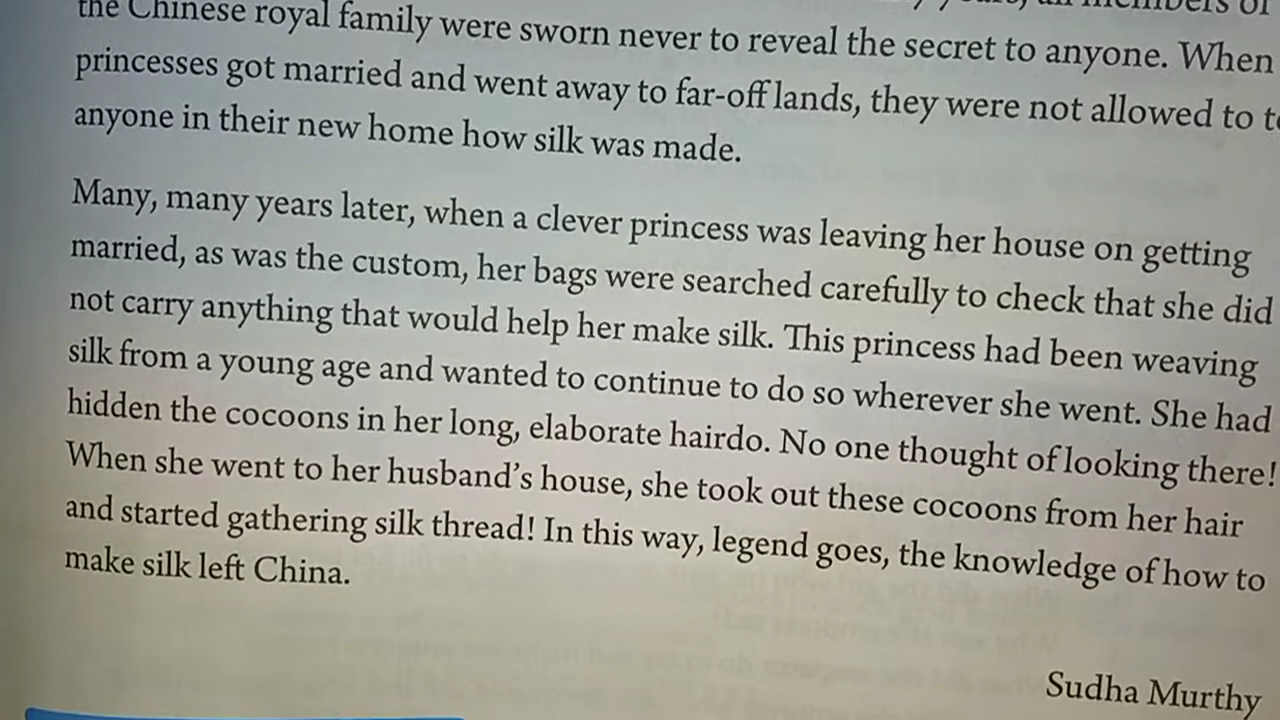 the Chinese royal family were sworn never to reveal the secret to anyone. When
princesses got married and went away to far-off lands, they were not allowed to
anyone in their new home how silk was made.
Many, many years later, when a clever princess was leaving her house on getting
married, as was the custom, her bags were searched carefully to check that she did
not carry anything that would help her make silk. This princess had been weaving
silk from a young age and wanted to continue to do so wherever she went. She had
hidden the cocoons in her long, elaborate hairdo. No one thought of looking there!
When she went to her husband's house, she took out these cocoons from her hair
and started gathering silk thread! In this way, legend goes, the knowledge of how to
make silk left China.
Sudha Murthy